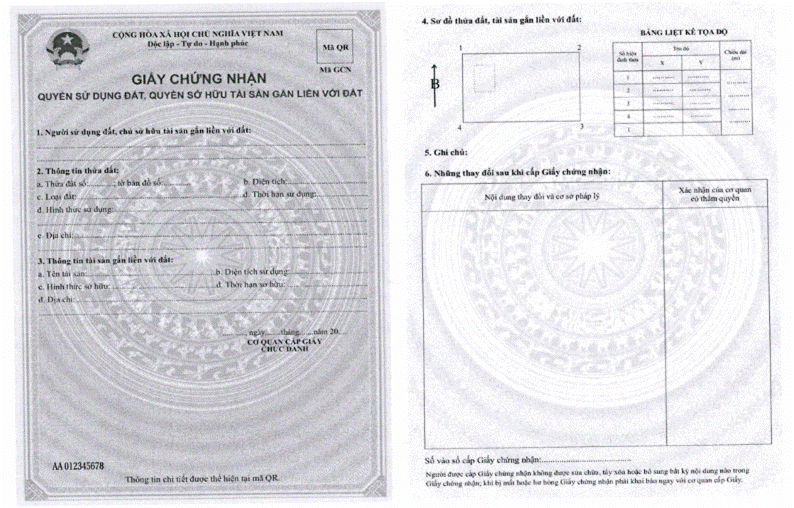 CỘNG HÒA XÃ HỘI CHỦ NGHĨA VIỆT NAM
Độc lập - Tự do - Hạnh phúc
Mã QR
Mã GCN
GIẤY CHỨNG NHẬN
QUYỀN SỬ DỤNG ĐẤT, QUYỀN SỞ HỮU TÀI SẢN GẮN LIỀN VỚI ĐẤT
1. Người sử dụng đất, chủ sở hữu tài sản gắn liền với đất:
2. Thông tin thửa đất:
a. Thửa đất số:..........; tờ bản đồ số:.......... b. Diện tích:..........
c. Loại đất:.......... d. Thời hạn sử dụng:..........
đ. Hình thức sử dụng:..........
e. Địa chỉ:..........
3. Thông tin tài sản gắn liền với đất:
a. Tên tài sản:.......... b. Diện tích sử dụng:..........
c. Hình thức sở hữu:.......... d. Thời hạn sở hữu:..........
đ. Địa chỉ:..........
......, ngày......tháng......năm 20....
CƠ QUAN CẤP GIẤY
CHỨC DANH
AA 012345678
Thông tin chi tiết được thể hiện tại mã QR.
4. Sơ đồ thửa đất, tài sản gắn liền với đất:
1 2
B
4 3
BẢNG LIỆT KÊ TỌA ĐỘ
Số hiệu đỉnh thửa Tọa độ Chiều dài (m)
X Y
1
2
3
4
1
5. Ghi chú:
6. Những thay đổi sau khi cấp Giấy chứng nhận:
Nội dung thay đổi và cơ sở pháp lý
Xác nhận của cơ quan có thẩm quyền
Số vào sổ cấp Giấy chứng nhận:..........
Người được cấp Giấy chứng nhận không được sửa chữa, tẩy xóa hoặc bổ sung bất kỳ nội dung nào trong
Giấy chứng nhận; khi bị mất hoặc hư hỏng Giấy chứng nhận phải khai báo ngay với cơ quan cấp Giấy.